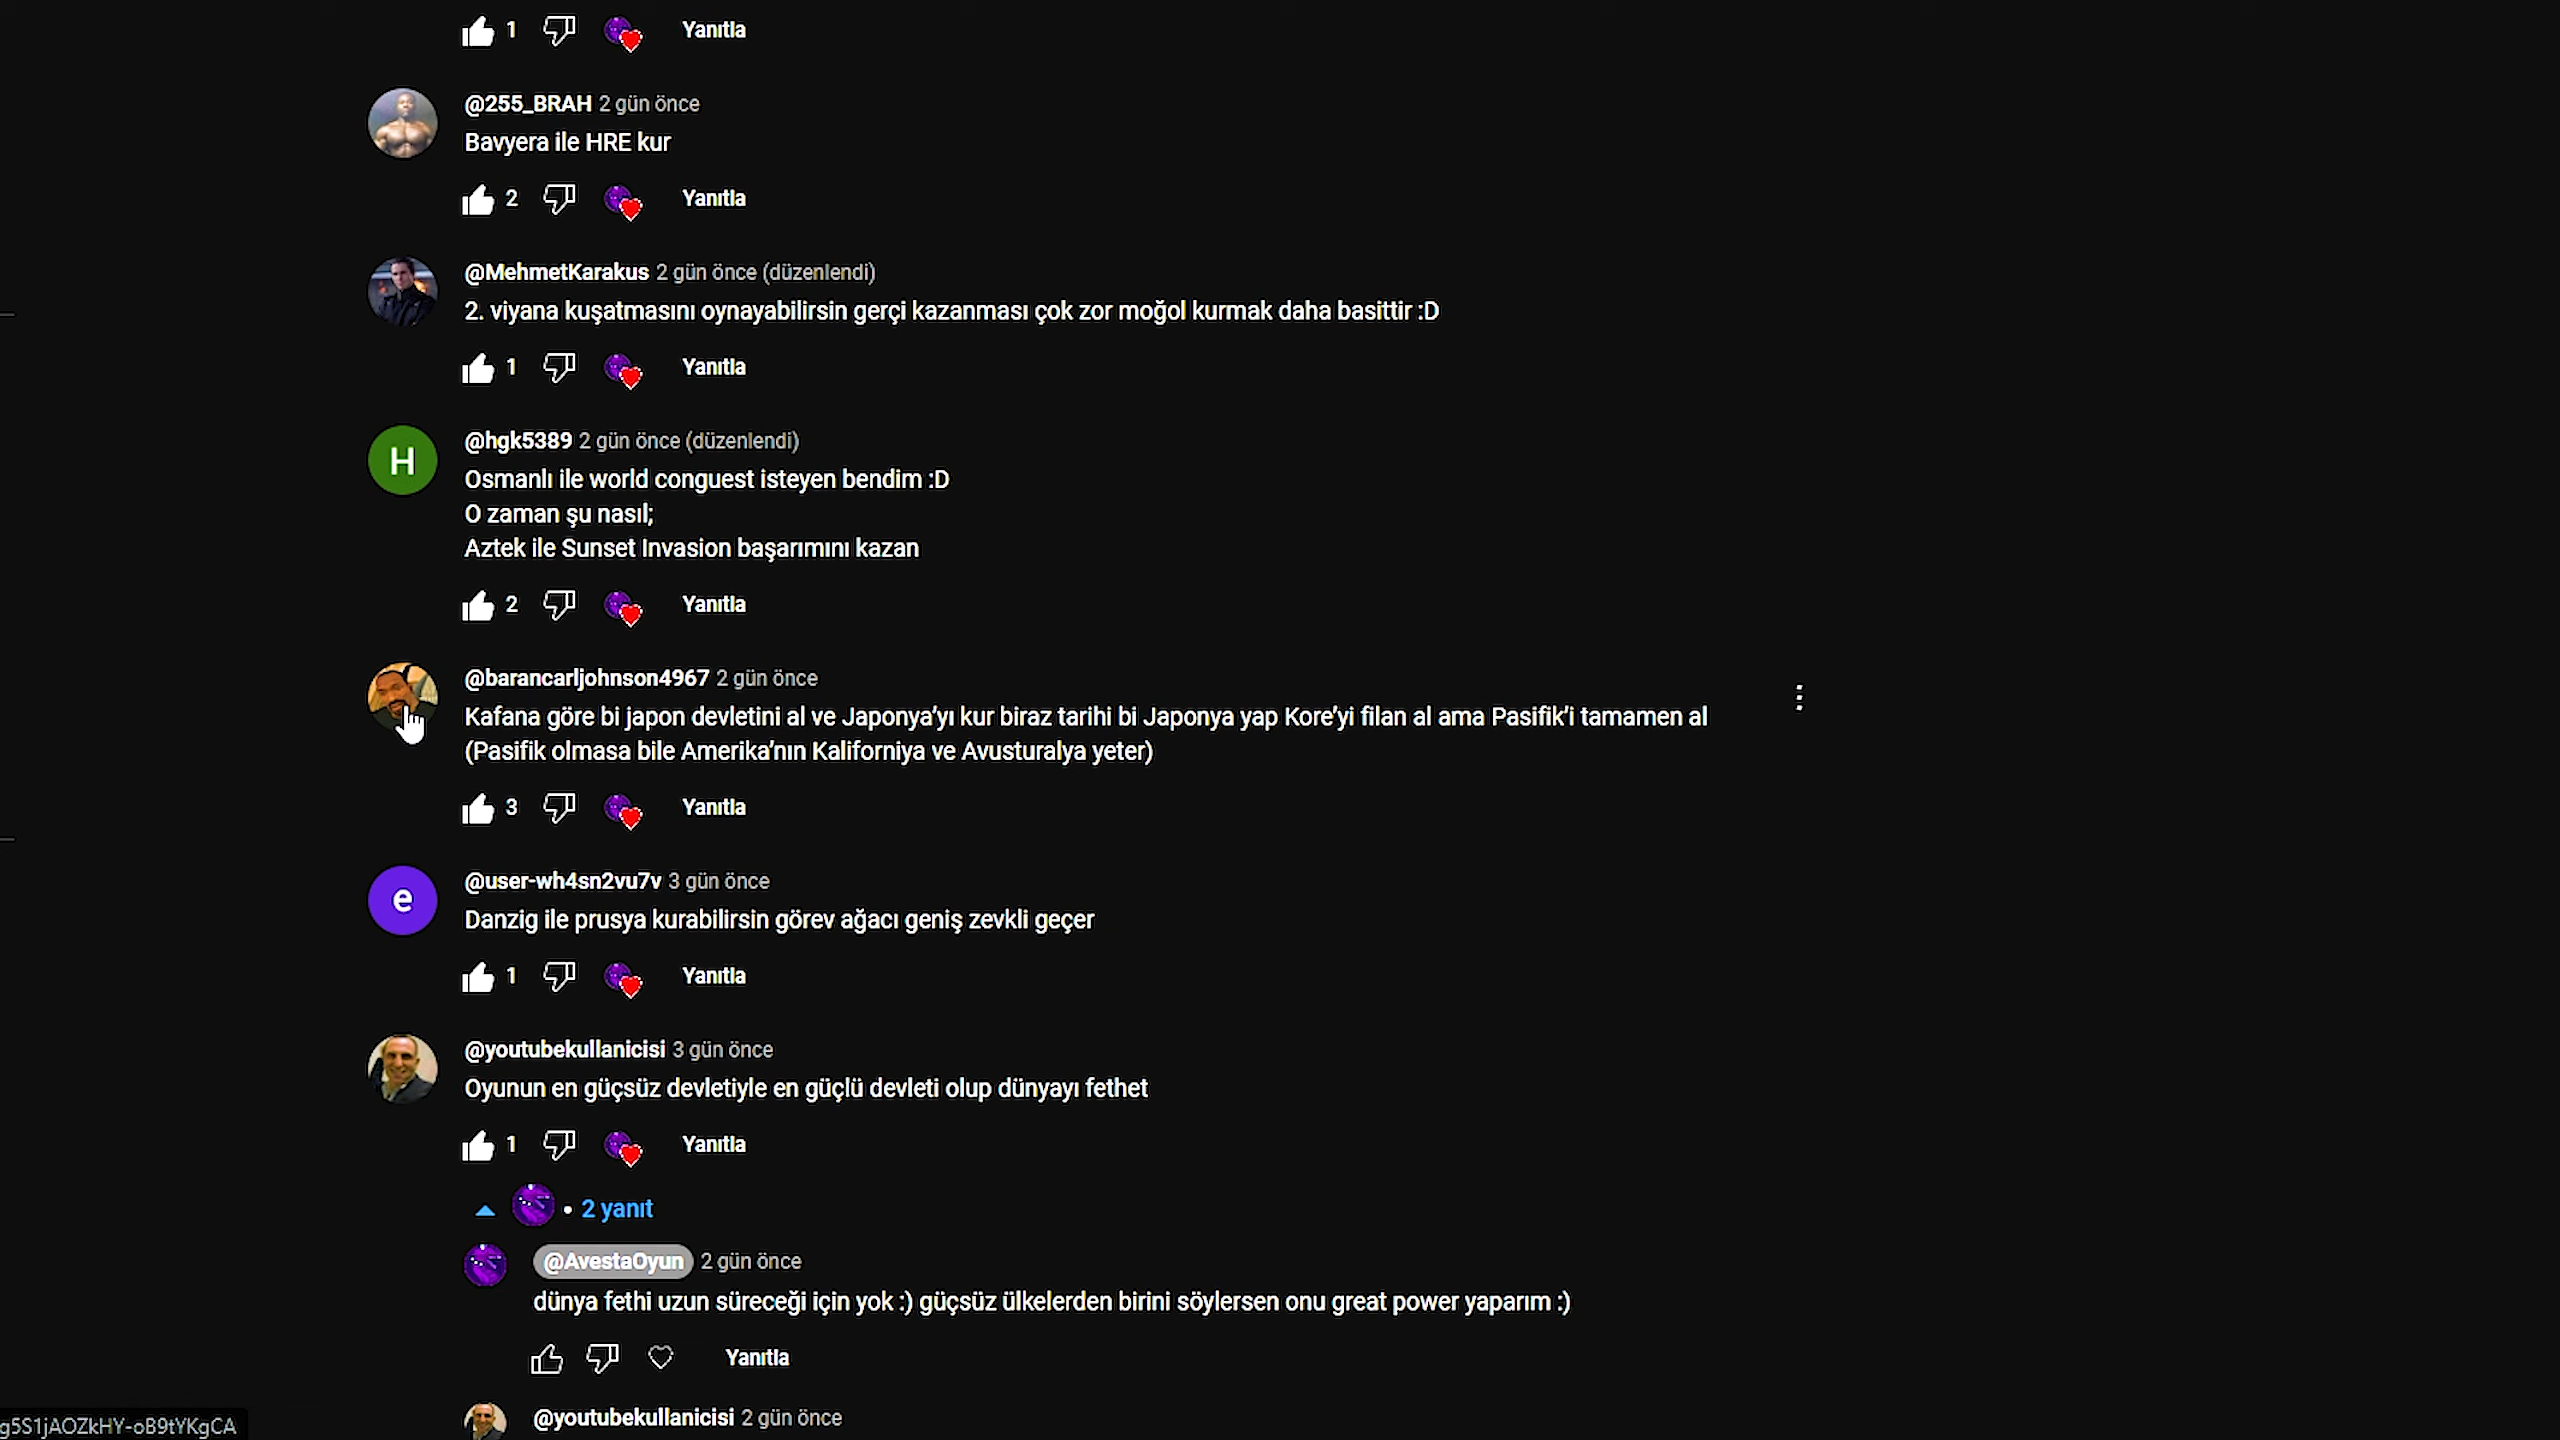 1 Yanıtla
@255_BRAH 2 gün önce
Bavyera ile HRE kur
2 Yanıtla
@MehmetKarakus 2 gün önce (düzenlendi)
2. viyana kuşatmasını oynayabilirsin gerçi kazanması çok zor moğol kurmak daha basittir :D
1 Yanıtla
H
@hgk5389 2 gün önce (düzenlendi)
Osmanlı ile world conguest isteyen bendim :D
O zaman şu nasıl;
Aztek ile Sunset Invasion başarımını kazan
2 Yanıtla
@barancarljohnson4967 2 gün önce
Kafana göre bi japon devletini al ve Japonya’yı kur biraz tarihi bi Japonya yap Kore’yi filan al ama Pasifik’i tamamen al
(Pasifik olmasa bile Amerika’nın Kaliforniya ve Avusturalya yeter)
3 Yanıtla
e
@user-wh4sn2vu7v 3 gün önce
Danzig ile prusya kurabilirsin görev ağacı geniş zevkli geçer
1 Yanıtla
@youtubekullanicisi 3 gün önce
Oyunun en güçsüz devletiyle en güçlü devleti olup dünyayı fethet
1 Yanıtla
• 2 yanıt
@AvestaOyun 2 gün önce
dünya fethi uzun süreceği için yok :) güçsüz ülkelerden birini söylersen onu great power yaparım :)
Yanıtla
@youtubekullanicisi 2 gün önce
g5S1jAOZkHY-oB9tYKgCA